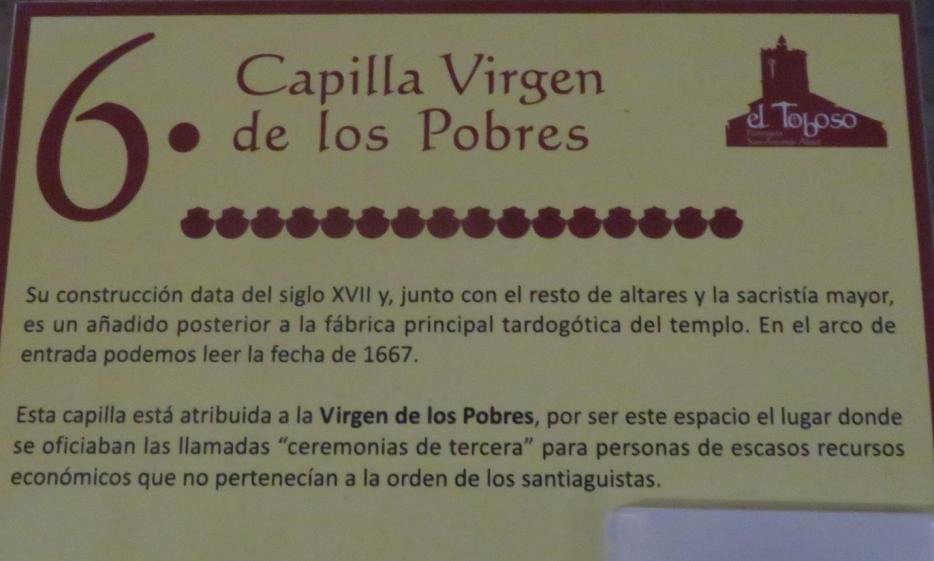 6.
Capilla Virgen
de los Pobres
el Toboso
Parroquia
San Antonio Abad
Su construcción data del siglo XVII y, junto con el resto de altares y la sacristía mayor,
es un añadido posterior a la fábrica principal tardogótica del templo. En el arco de
entrada podemos leer la fecha de 1667.
Esta capilla está atribuida a la Virgen de los Pobres, por ser este espacio el lugar donde
se oficiaban las llamadas “ceremonias de tercera” para personas de escasos recursos
económicos que no pertenecían a la orden de los santiaguistas.